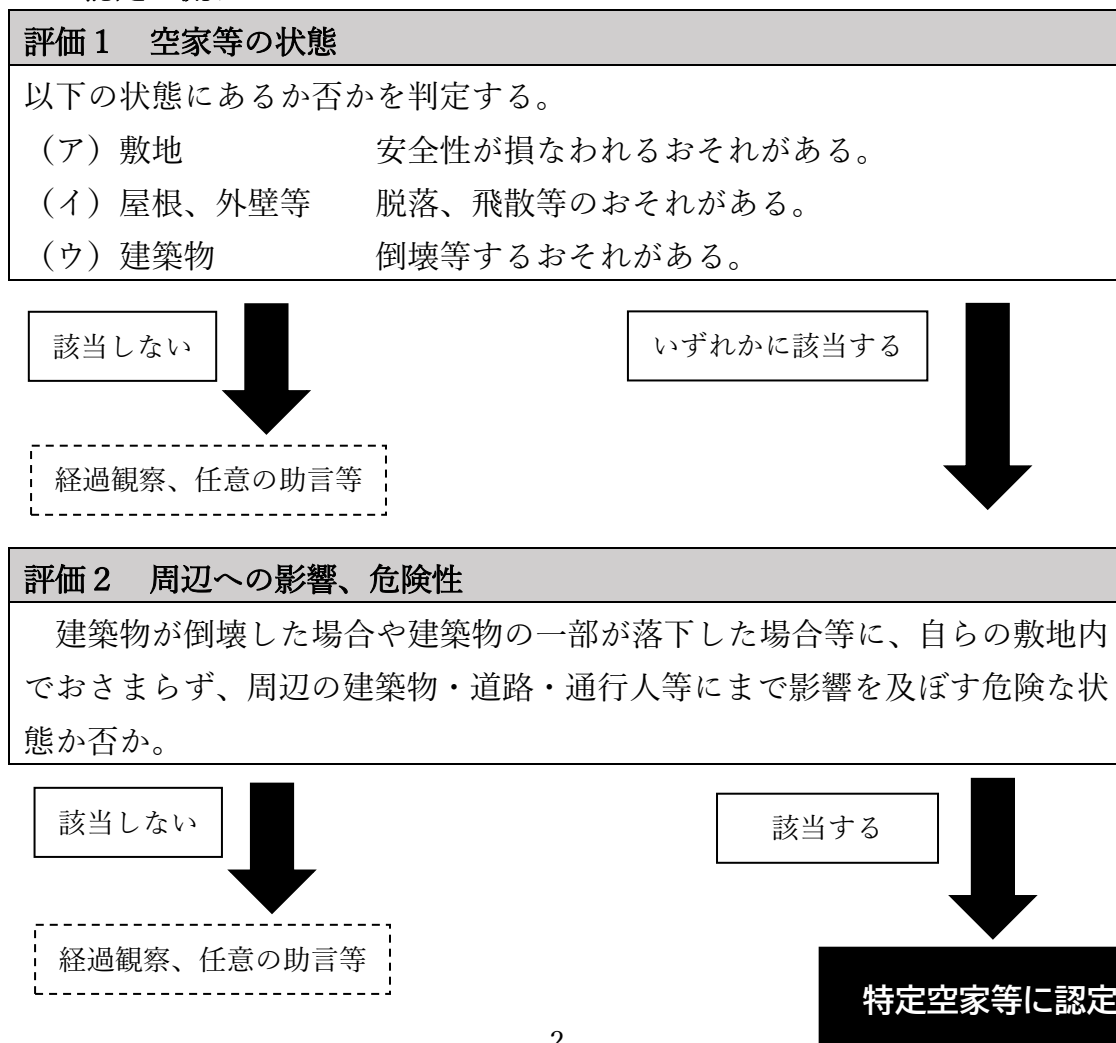 評価１　空家等の状態
以下の状態にあるか否かを判定する。
（ア）敷地　安全性が損なわれるおそれがある。
（イ）屋根、外壁等　脱落、飛散等のおそれがある。
（ウ）建築物　倒壊等するおそれがある。
該当しない
いずれかに該当する
経過観察、任意の助言等
評価２　周辺への影響、危険性
建築物が倒壊した場合や建築物の一部が落下した場合等に、自らの敷地内
でおさまらず、周辺の建築物・道路・通行人等にまで影響を及ぼす危険な状
態か否か。
該当しない
該当する
経過観察、任意の助言等
特定空家等に認定